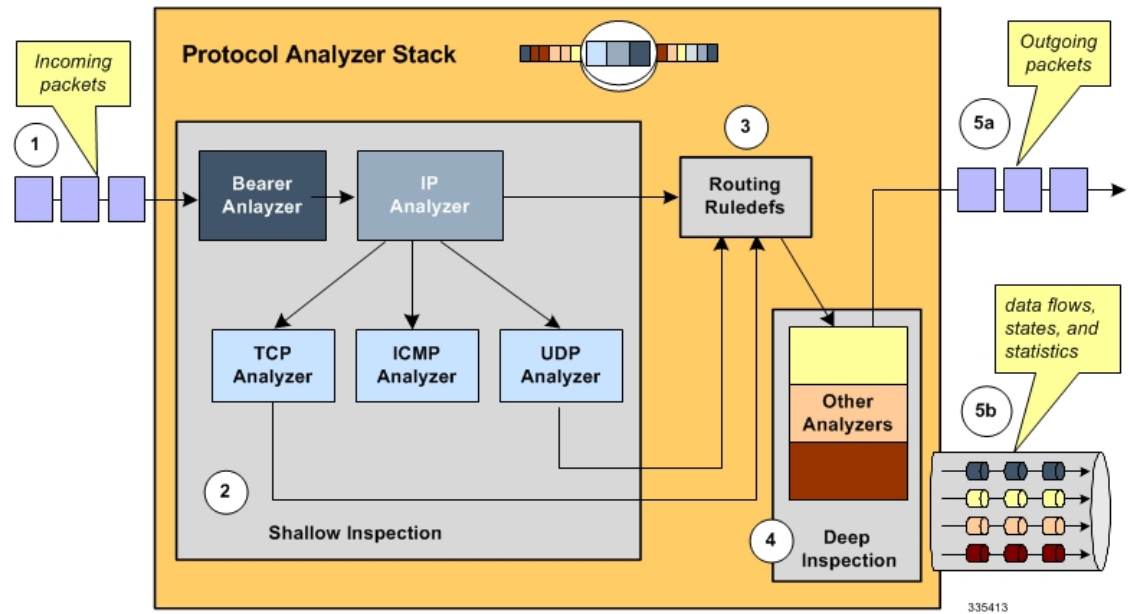 Protocol Analyzer Stack
Incoming
packets
Outgoing
packets
1
3
5a
Bearer
Anlayzer
IP
Analyzer
Routing
Ruledefs
data flows,
states, and
statistics
TCP
Analyzer
ICMP
Analyzer
UDP
Analyzer
Other
Analyzers
5b
2
Shallow Inspection
4
Deep
Inspection
335413